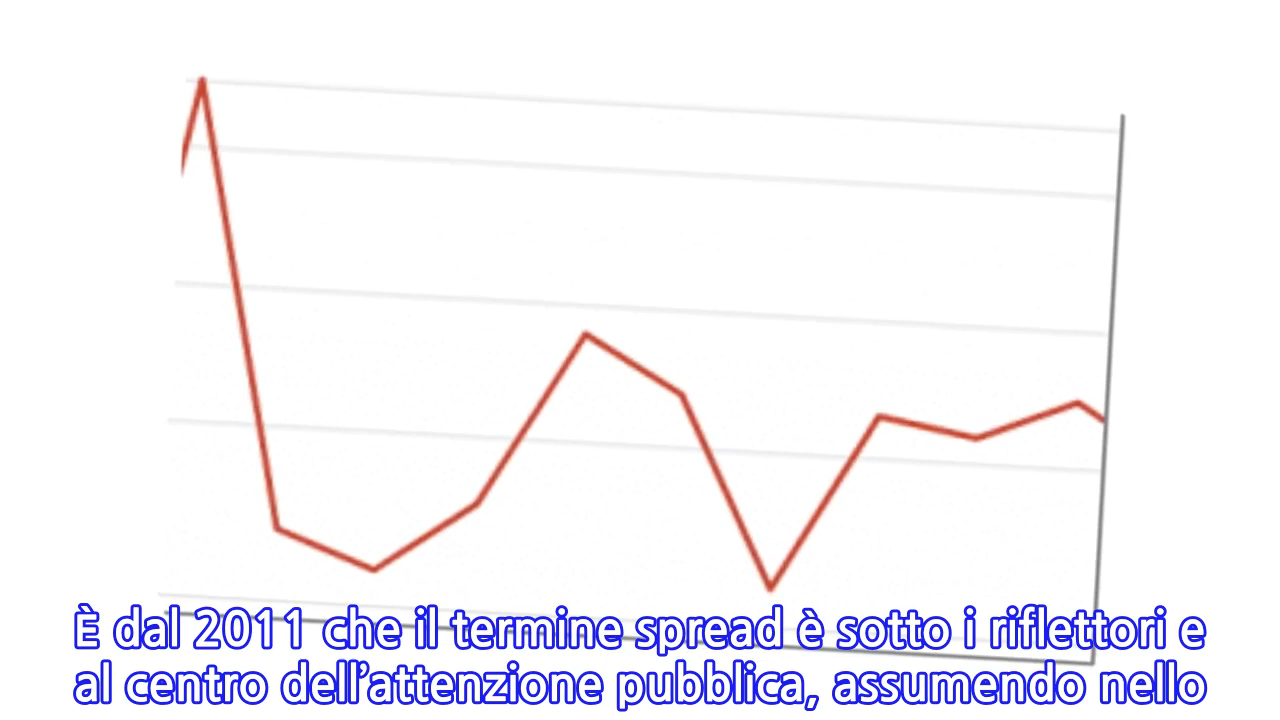 È dal 2011 che il termine spread è sotto i riflettori e
al centro dell’attenzione pubblica, assumendo nello